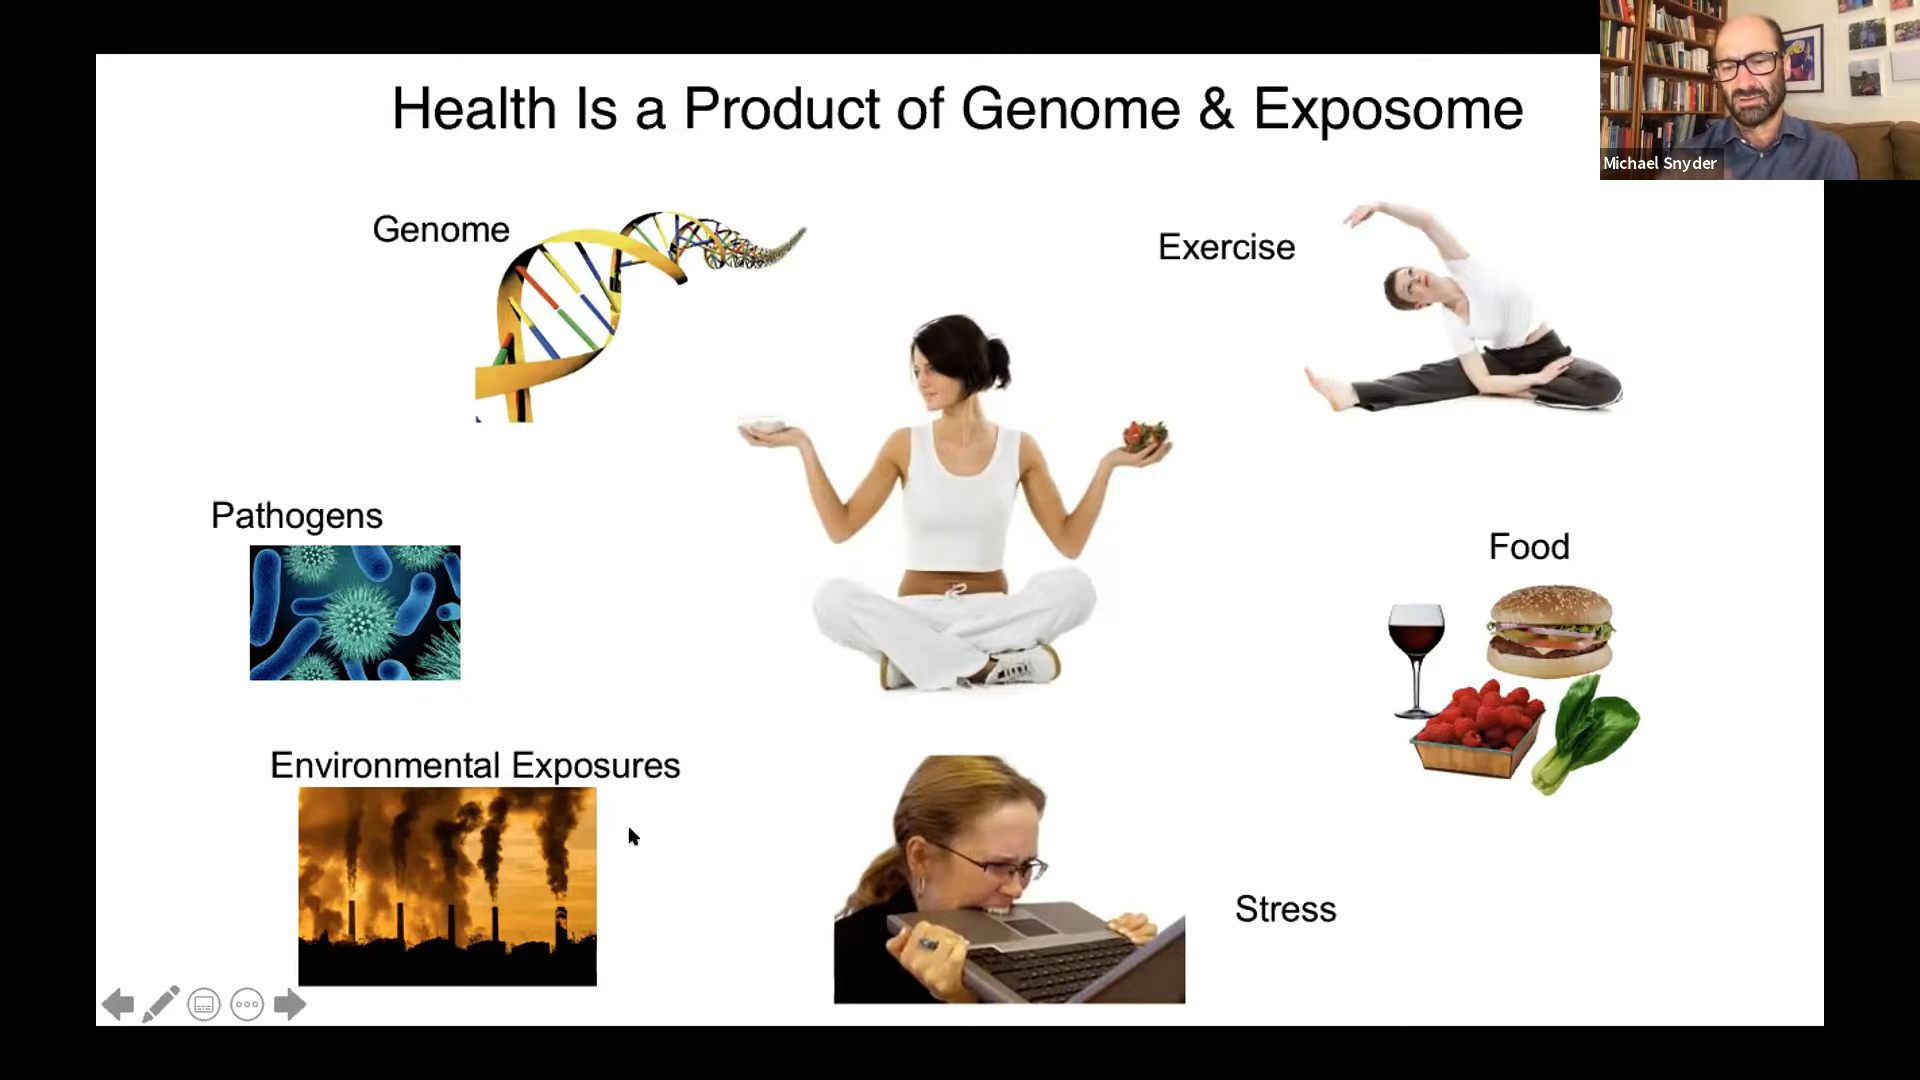 Health Is a Product of Genome & Exposome
Michael Snyder
Genome
Exercise
Pathogens
Food
Environmental Exposures
Stress